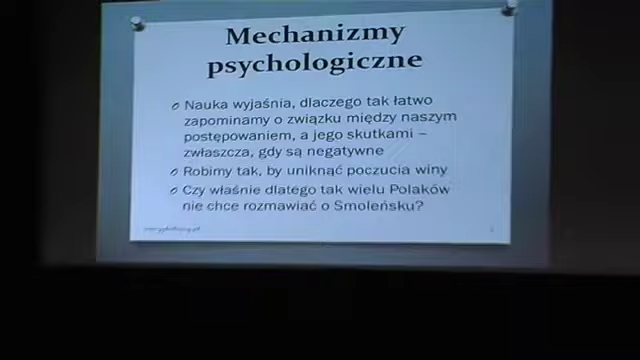 Mechanizmy
psychologiczne
Nauka wyjaśnia, dlaczego tak łatwo
zapominamy o związku między naszym
postępowaniem, a jego skutkami –
zwłaszcza, gdy są negatywne
Robimy tak, by uniknąć poczucia winy
Czy właśnie dlatego tak wielu Polaków
nie chce rozmawiać o Smoleńsku?